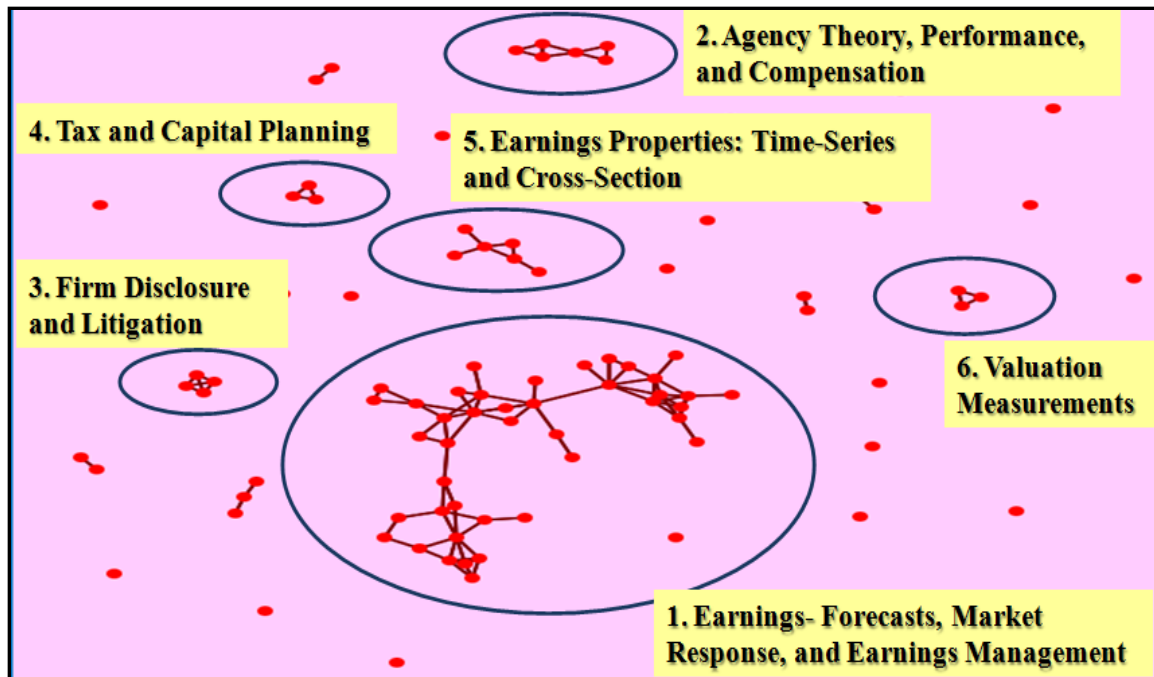 2. Agency Theory, Performance,
and Compensation
4. Tax and Capital Planning
5. Earnings Properties: Time-Series
and Cross-Section
3. Firm Disclosure
and Litigation
6. Valuation
Measurements
1. Earnings- Forecasts, Market
Response, and Earnings Management